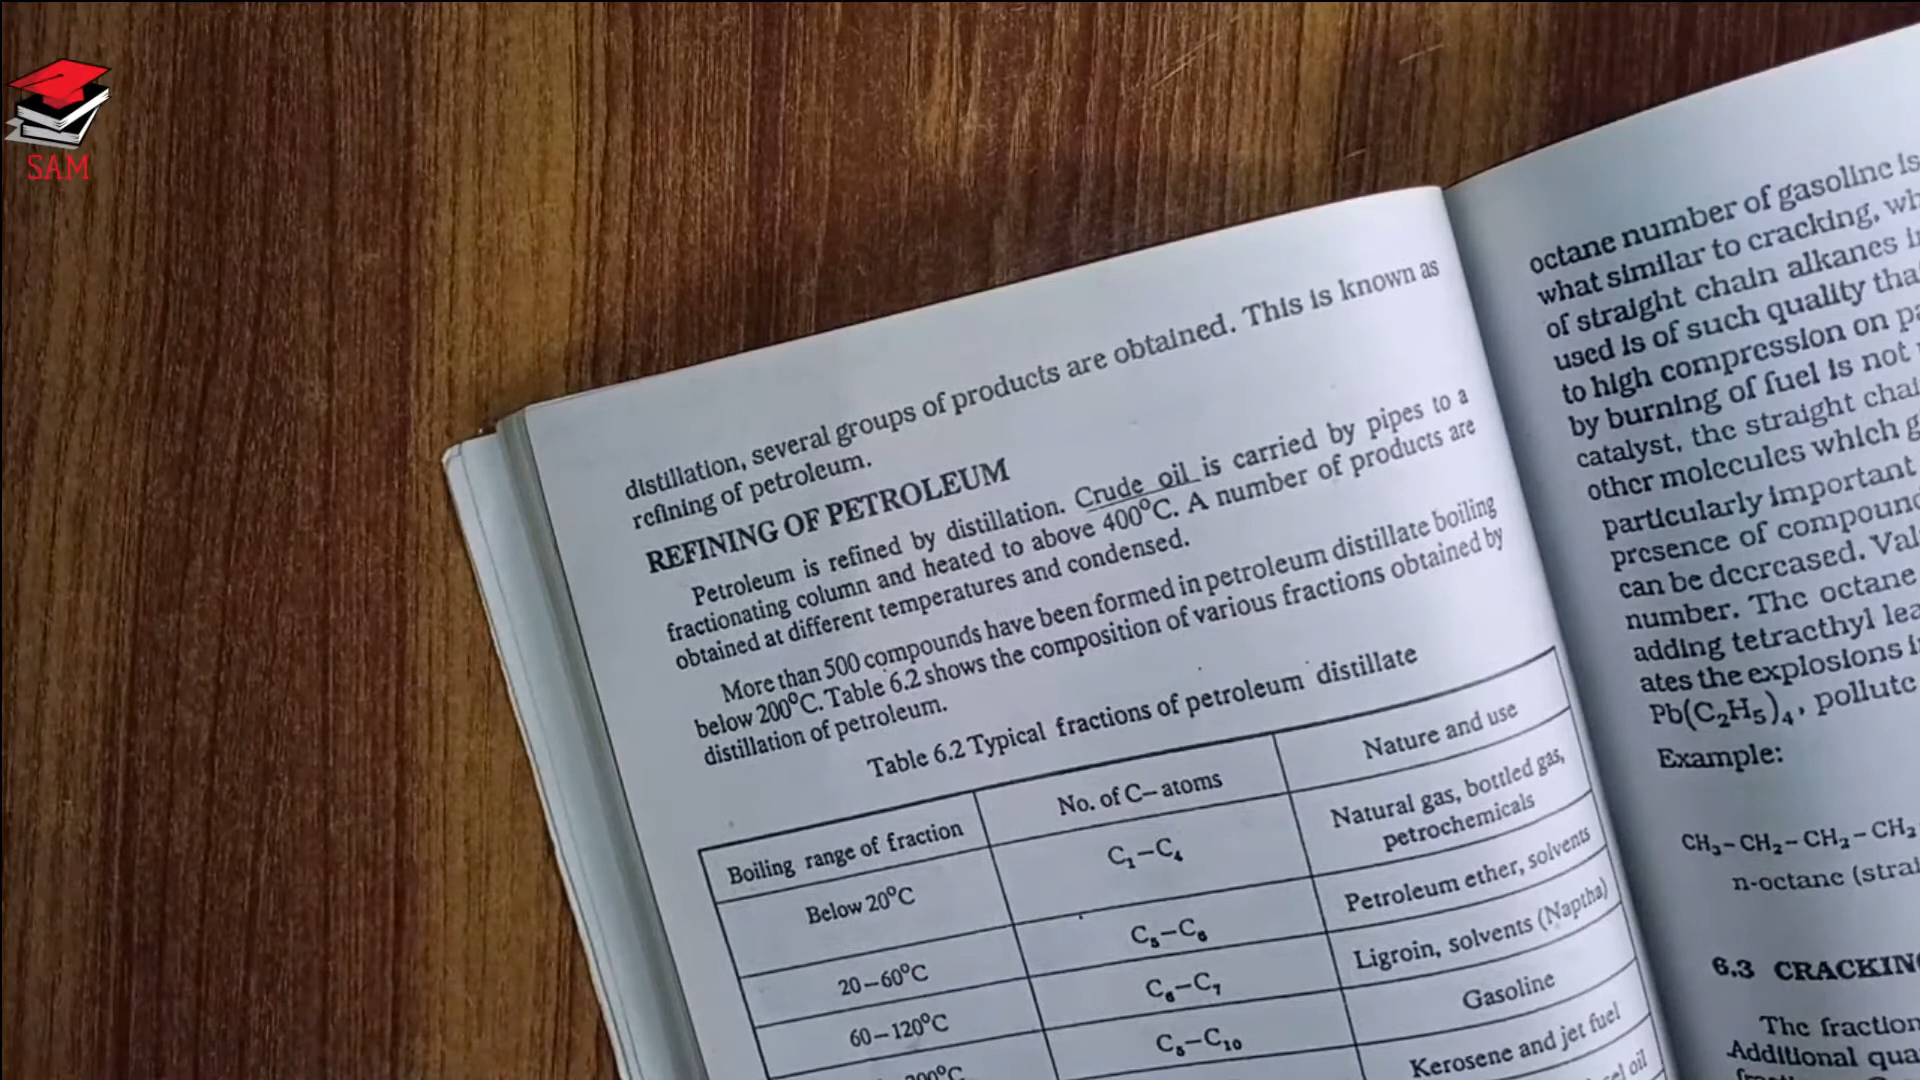 SAM
distillation, several groups of products are obtained. This is known as
refining of petroleum.
REFINING OF PETROLEUM
Petroleum is refined by distillation. Crude oil is carried by pipes to a
fractionating column and heated to above 400°C. A number of products are
obtained at different temperatures and condensed.
More than 500 compounds have been formed in petroleum distillate boiling
below 200°C. Table 6.2 shows the composition of various fractions obtained by
distillation of petroleum.
Table 6.2 Typical fractions of petroleum distillate
Boiling range of fraction No. of C– atoms Nature and use
Below 20°C C₁–C₄ Natural gas, bottled gas,
petrochemicals
20–60°C C₅–C₆ Petroleum ether, solvents
60–120°C C₆–C₇ Ligroin, solvents (Naptha)
C₅–C₁₀ Gasoline
Kerosene and jet fuel
octane number of gasoline is
what similar to cracking,
of straight chain alkanes
used is of such quality
to high compression on
by burning of fuel is not
catalyst, the straight
other molecules which
particularly important
presence of
can be decreased.
number. The octane
adding tetraethyl
ates the explosions
Pb(C₂H₅)₄, pollute
Example:
CH₃–CH₂–CH₂–CH₂
n-octane
6.3 CRACKING
The fraction
Additional